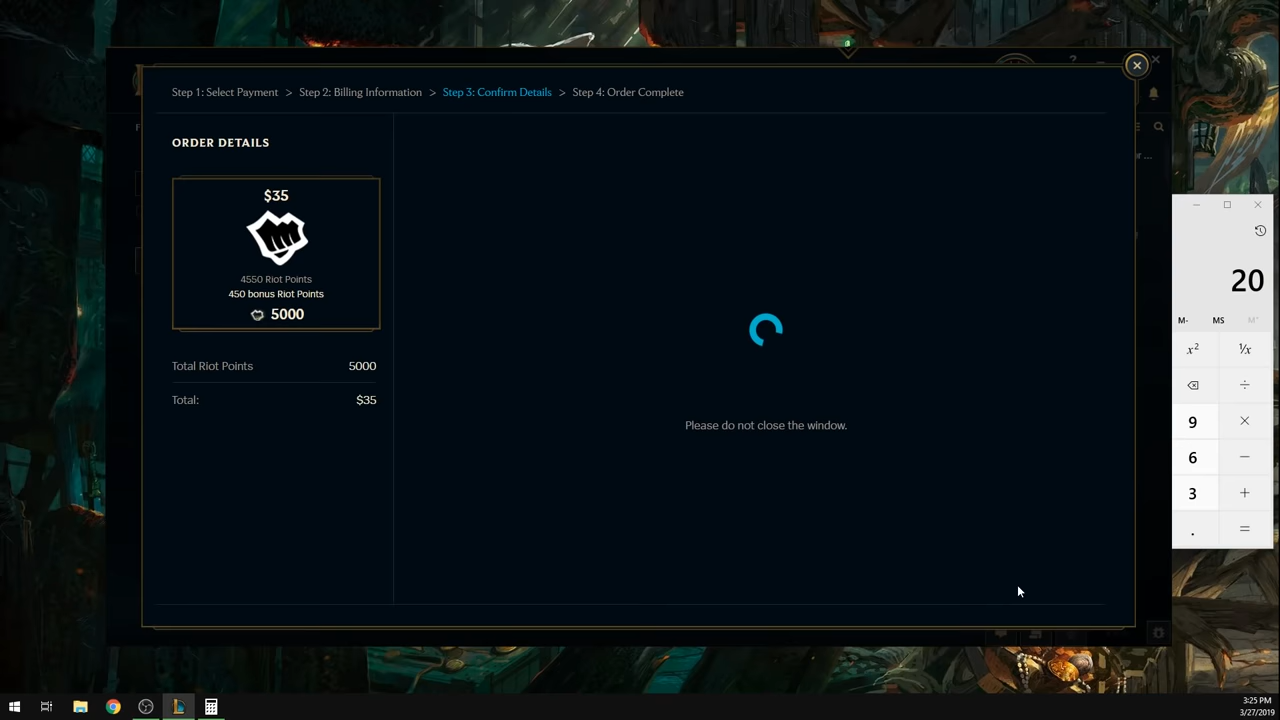 Step 1: Select Payment > Step 2: Billing Information > Step 3: Confirm Details > Step 4: Order Complete
ORDER DETAILS
$35
4550 Riot Points
450 bonus Riot Points
5000
Total Riot Points 5000
Total: $35
Please do not close the window.
20
M- MS M˅
x² ⅟x
÷
9 ×
6 −
3 +
. =
3:25 PM
3/27/2019